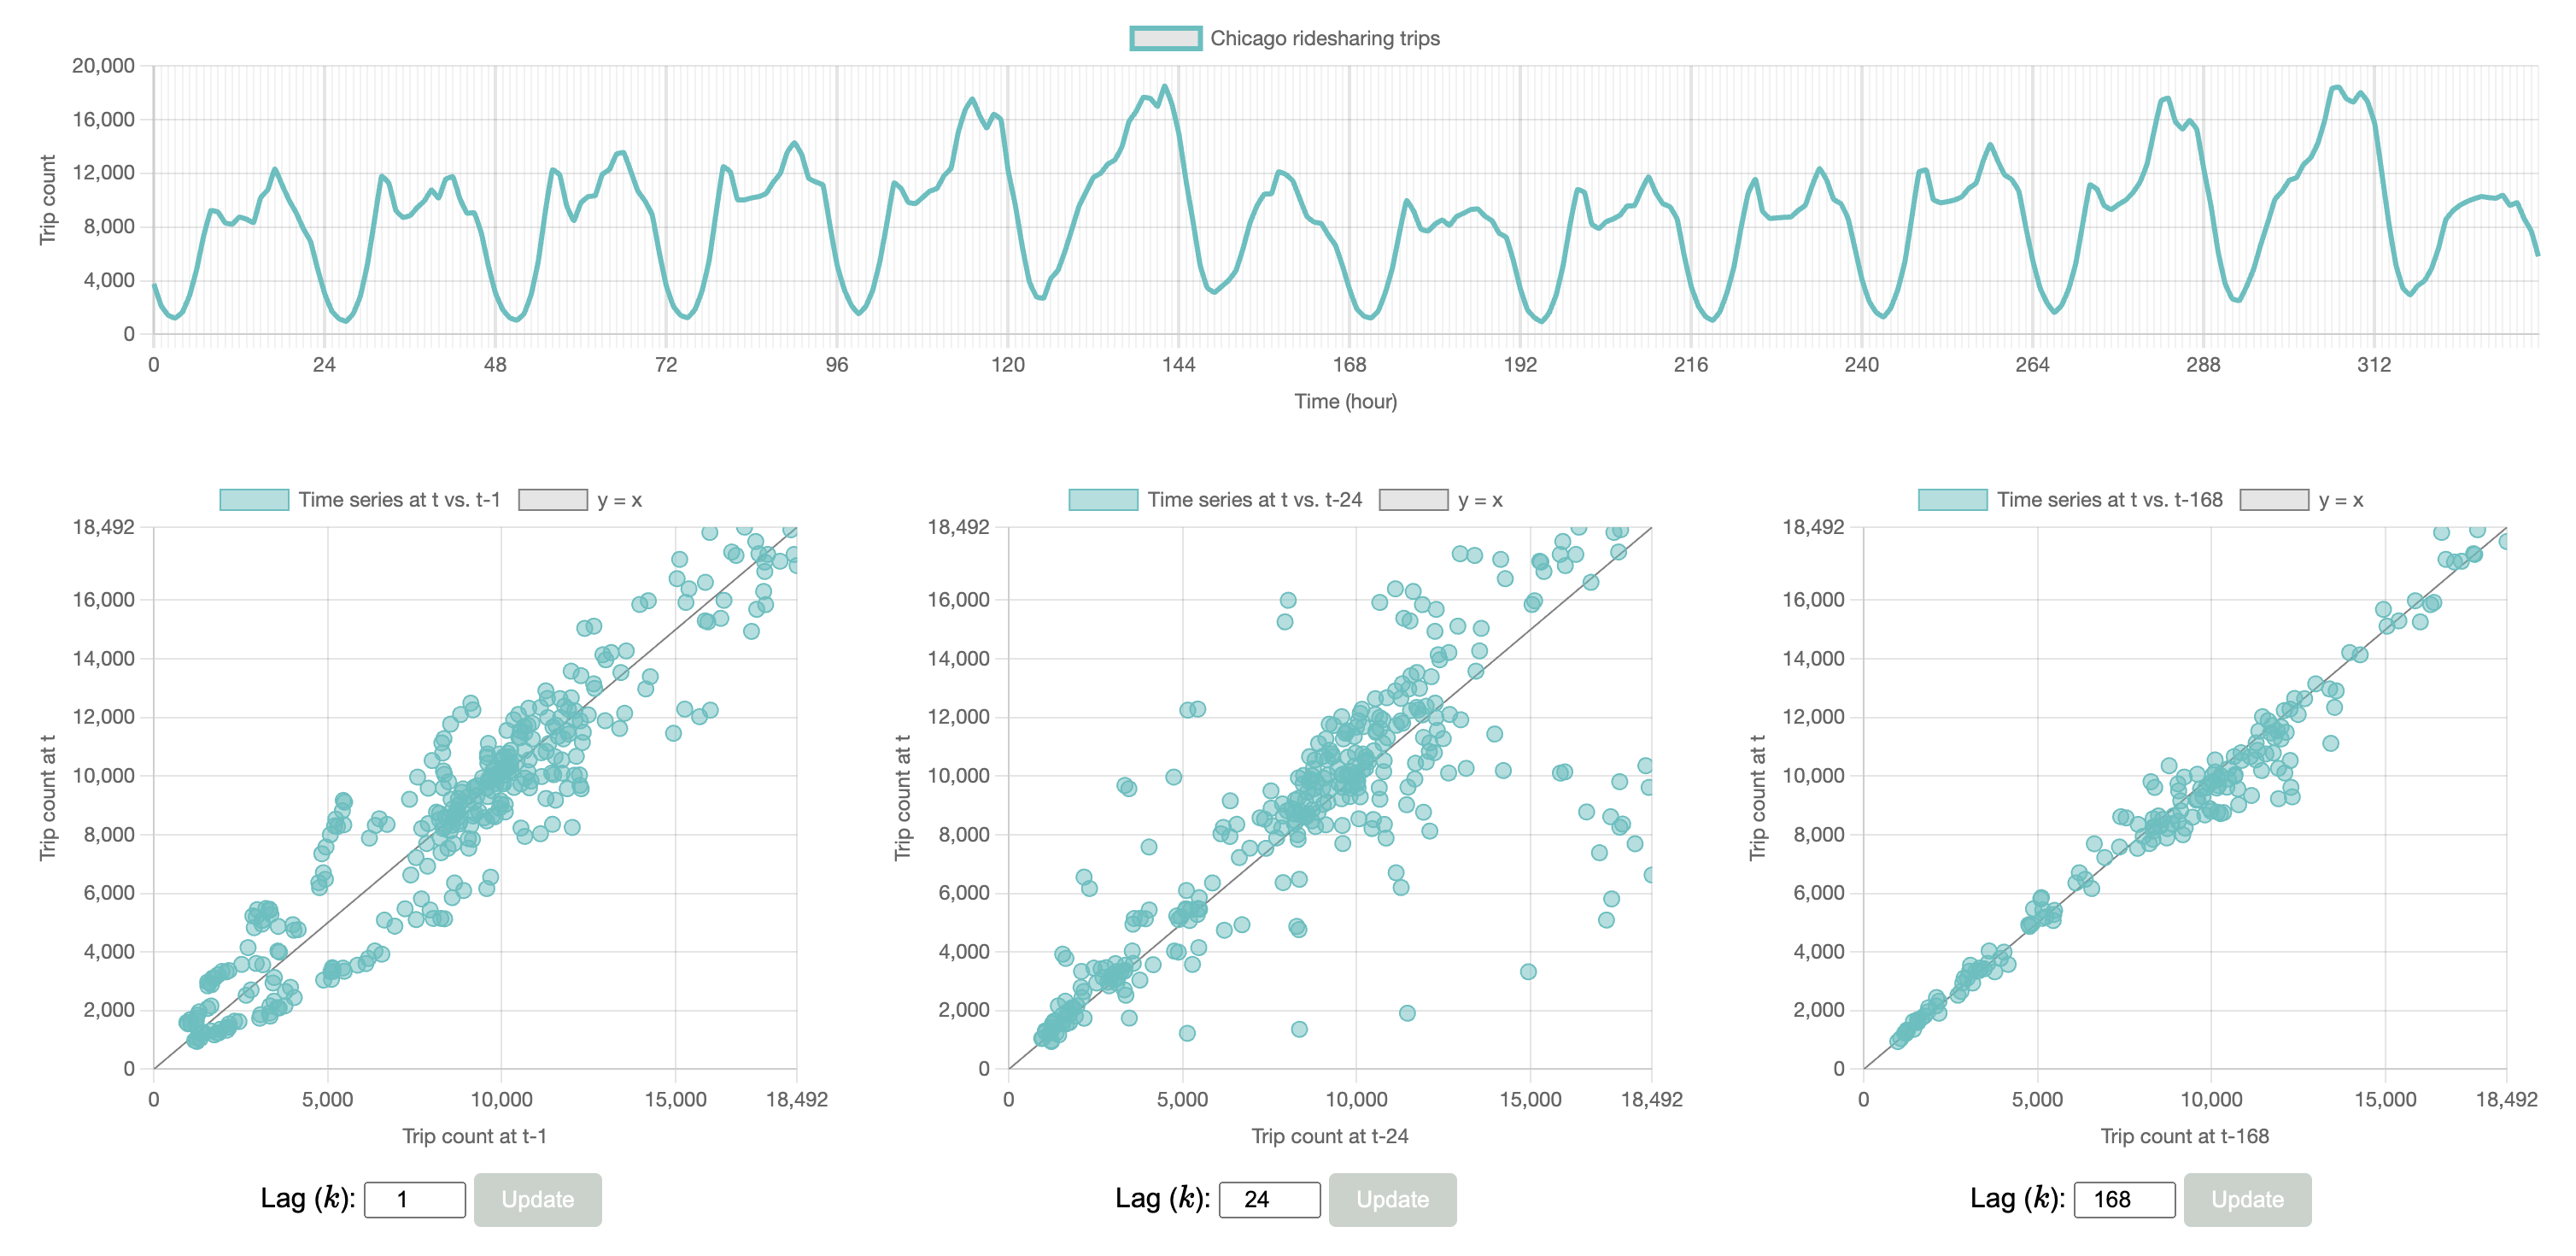 Chicago ridesharing trips
20,000
16,000
12,000
8,000
4,000
0
Trip count
0 24 48 72 96 120 144 168 192 216 240 264 288 312
Time (hour)
Time series at t vs. t-1 y = x
18,492
16,000
14,000
12,000
10,000
8,000
6,000
4,000
2,000
0
Trip count at t
0 5,000 10,000 15,000 18,492
Trip count at t-1
Lag (k): 1 Update
Time series at t vs. t-24 y = x
18,492
16,000
14,000
12,000
10,000
8,000
6,000
4,000
2,000
0
Trip count at t
0 5,000 10,000 15,000 18,492
Trip count at t-24
Lag (k): 24 Update
Time series at t vs. t-168 y = x
18,492
16,000
14,000
12,000
10,000
8,000
6,000
4,000
2,000
0
Trip count at t
0 5,000 10,000 15,000 18,492
Trip count at t-168
Lag (k): 168 Update